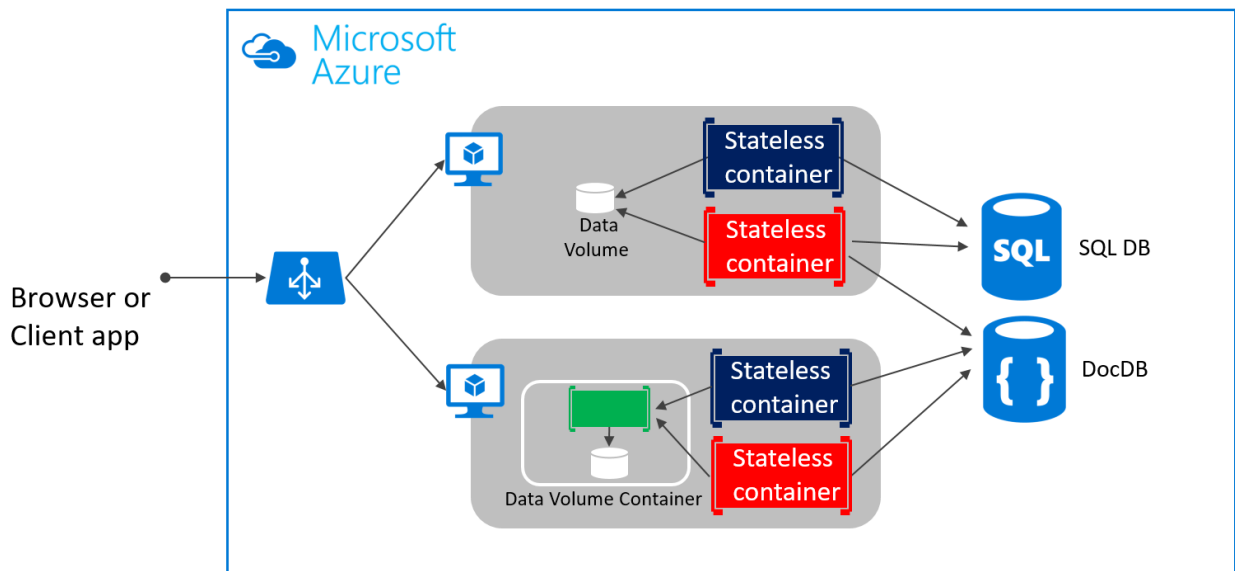 Microsoft
Azure
Stateless
container
Data
Volume
Stateless
container
SQL
SQL DB
Browser or
Client app
Stateless
container
{ }
DocDB
Stateless
container
Data Volume Container